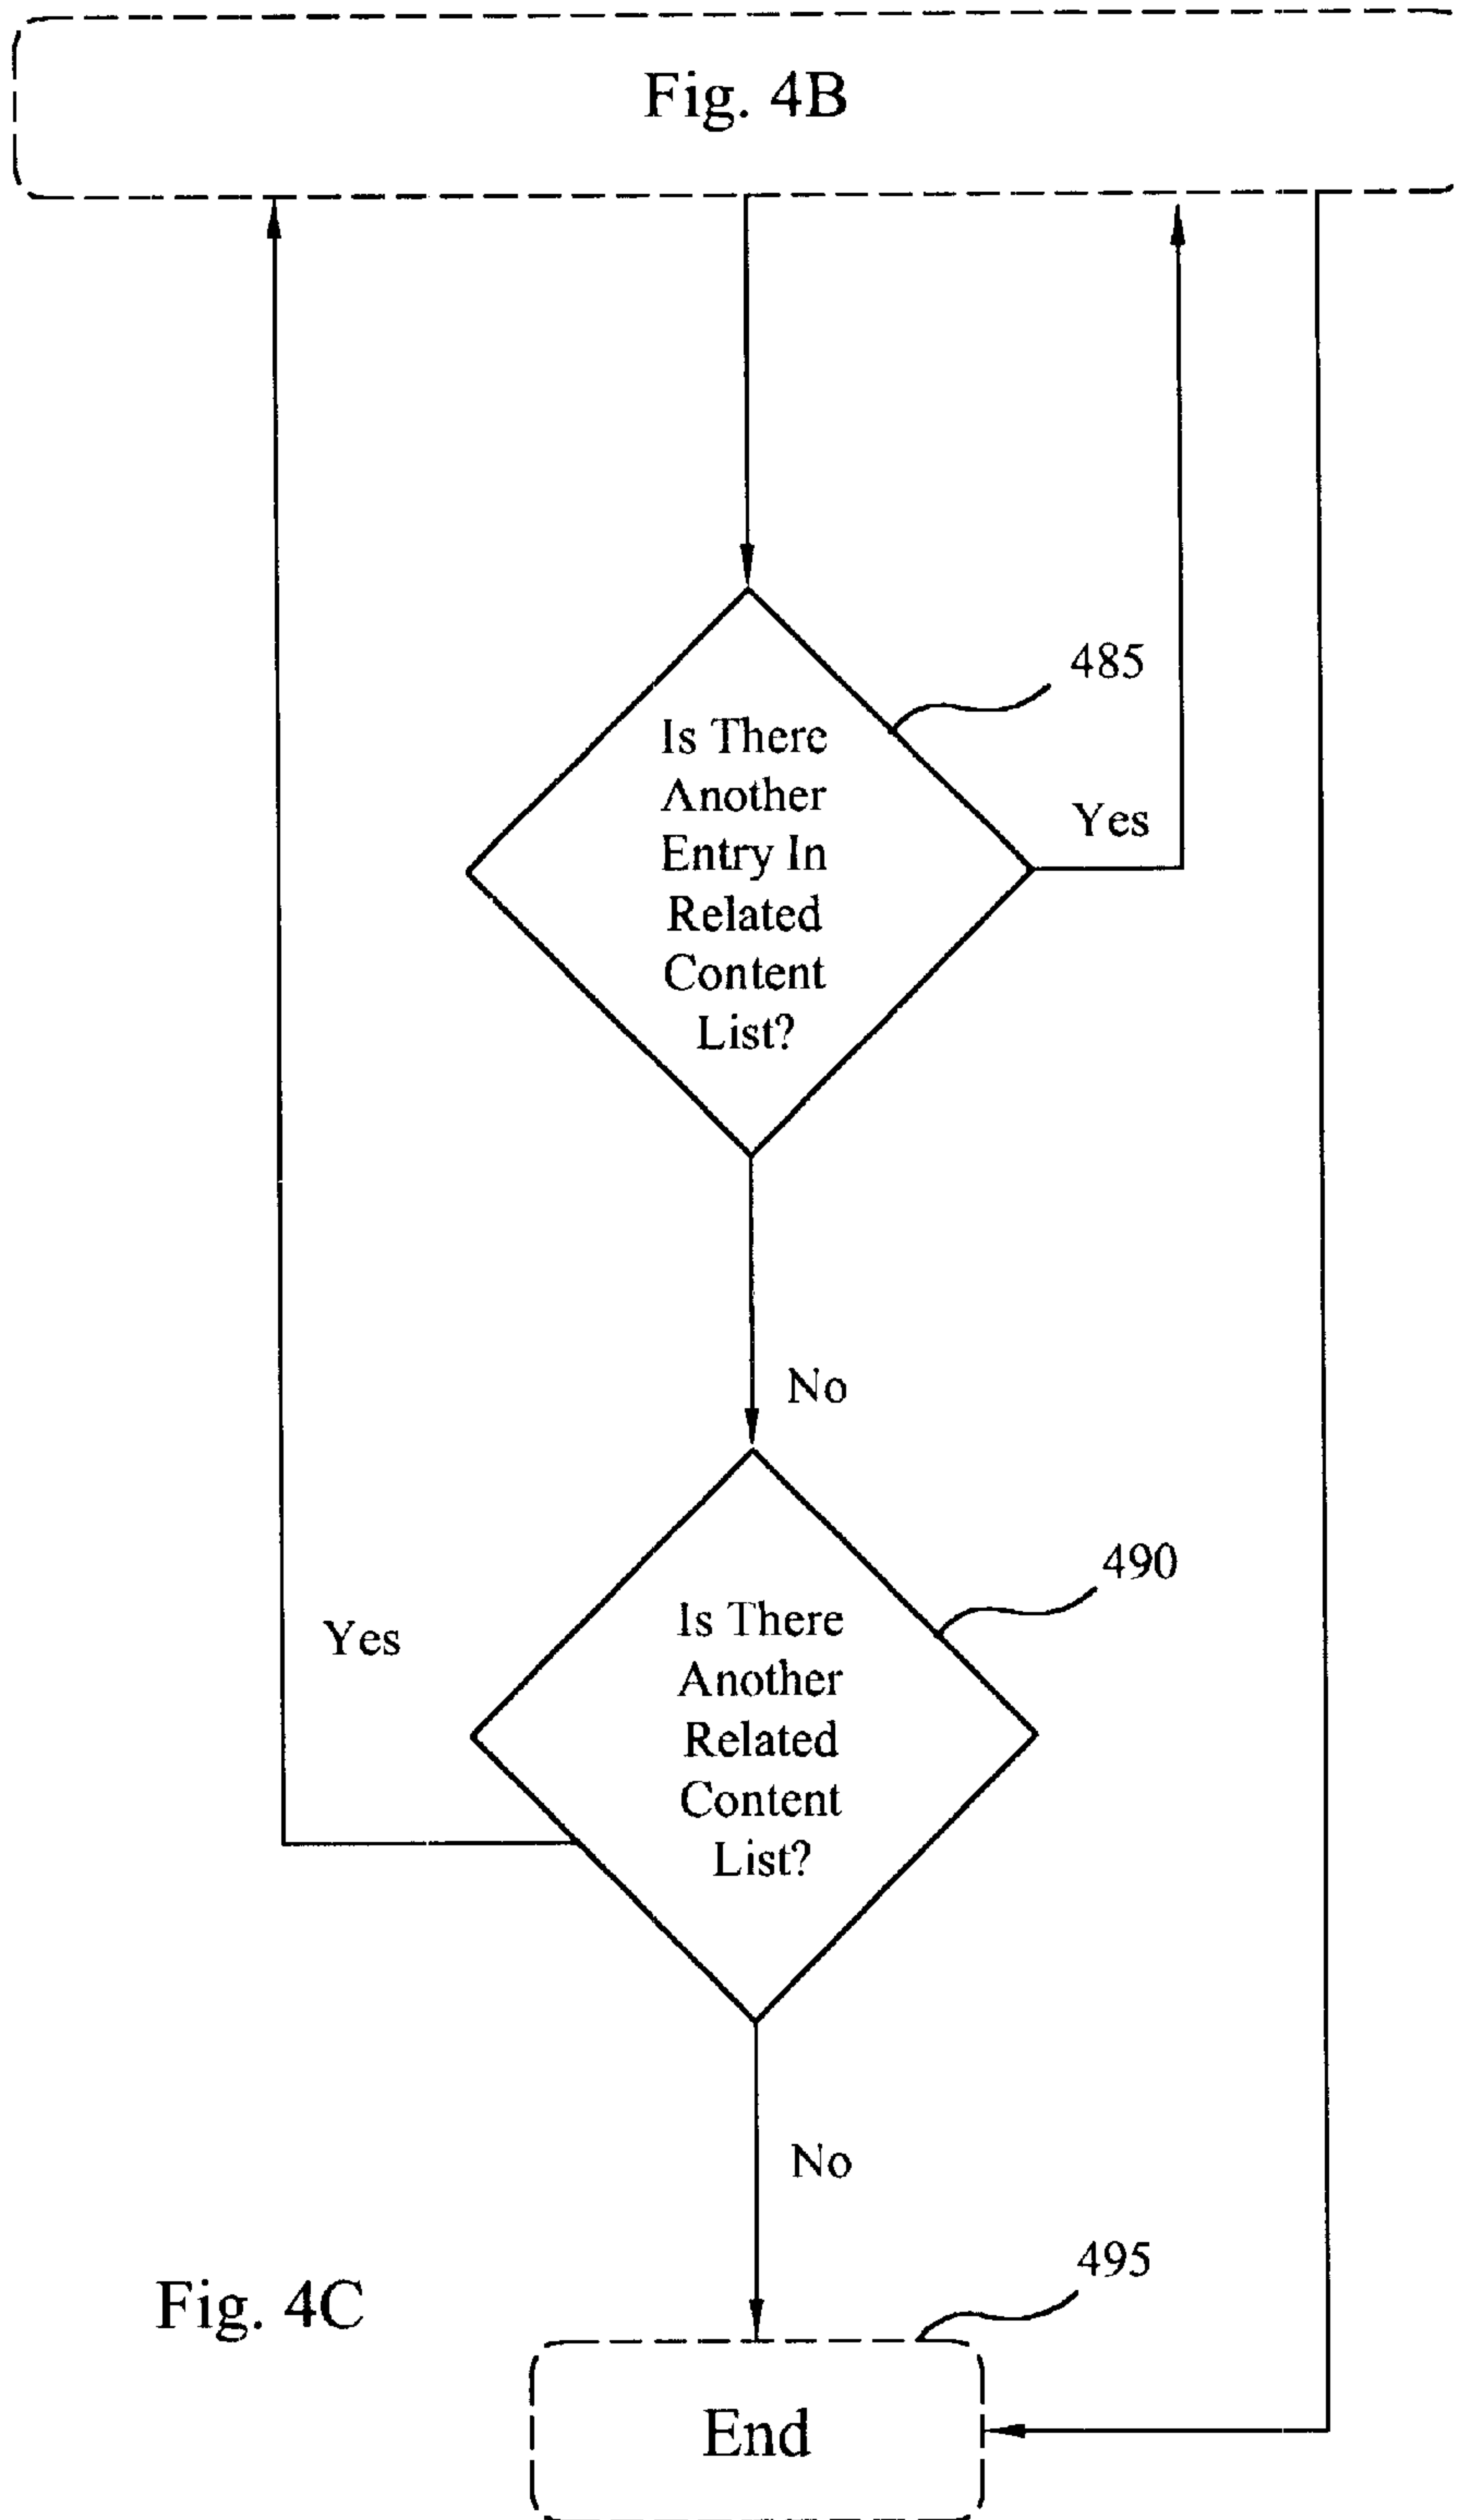 Fig. 4B
485
Is There
Another
Entry In
Related
Content
List?
Yes
No
490
Is There
Another
Related
Content
List?
Yes
No
495
Fig. 4C
End